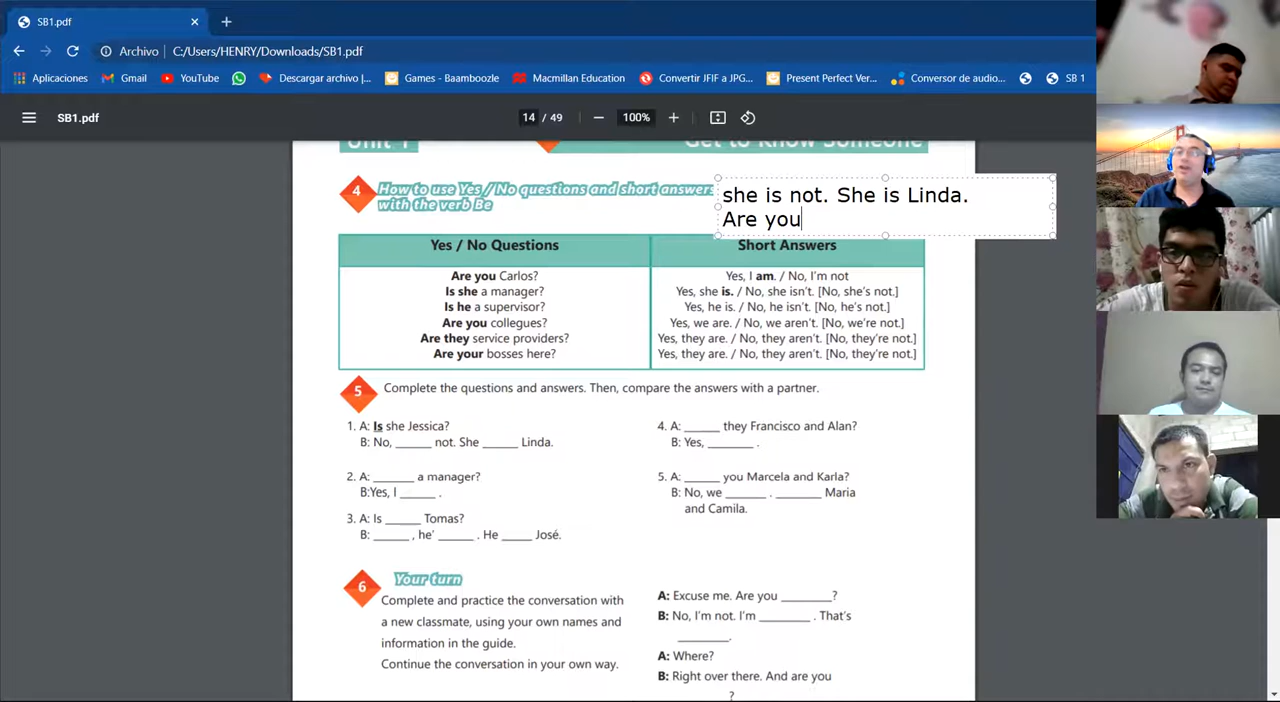 SB1.pdf
Archivo | C:/Users/HENRY/Downloads/SB1.pdf
Aplicaciones Gmail YouTube Descargar archivo |... Games - Baamboozle Macmillan Education Convertir JFIF a JPG... Present Perfect Ver... Conversor de audio... SB 1
SB1.pdf 14 / 49 100%
Unit 1 Get to Know Someone
4 How to use Yes / No questions and short answers
with the verb Be
she is not. She is Linda.
Are you
Yes / No Questions Short Answers
Are you Carlos? Yes, I am. / No, I'm not
Is she a manager? Yes, she is. / No, she isn't. [No, she's not.]
Is he a supervisor? Yes, he is. / No, he isn't. [No, he's not.]
Are you collegues? Yes, we are. / No, we aren't. [No, we're not.]
Are they service providers? Yes, they are. / No, they aren't. [No, they're not.]
Are your bosses here? Yes, they are. / No, they aren't. [No, they're not.]
5 Complete the questions and answers. Then, compare the answers with a partner.
1. A: Is she Jessica?
B: No, ______ not. She ______ Linda.
2. A: _______ a manager?
B:Yes, I ______ .
3. A: Is ______ Tomas?
B: ______ , he' ______ . He _____ José.
4. A: ______ they Francisco and Alan?
B: Yes, ________ .
5. A: _____ you Marcela and Karla?
B: No, we _______ . ________ Maria
and Camila.
6 Your turn
Complete and practice the conversation with
a new classmate, using your own names and
information in the guide.
Continue the conversation in your own way.
A: Excuse me. Are you _________?
B: No, I'm not. I'm _________ . That's
_________.
A: Where?
B: Right over there. And are you
_________?